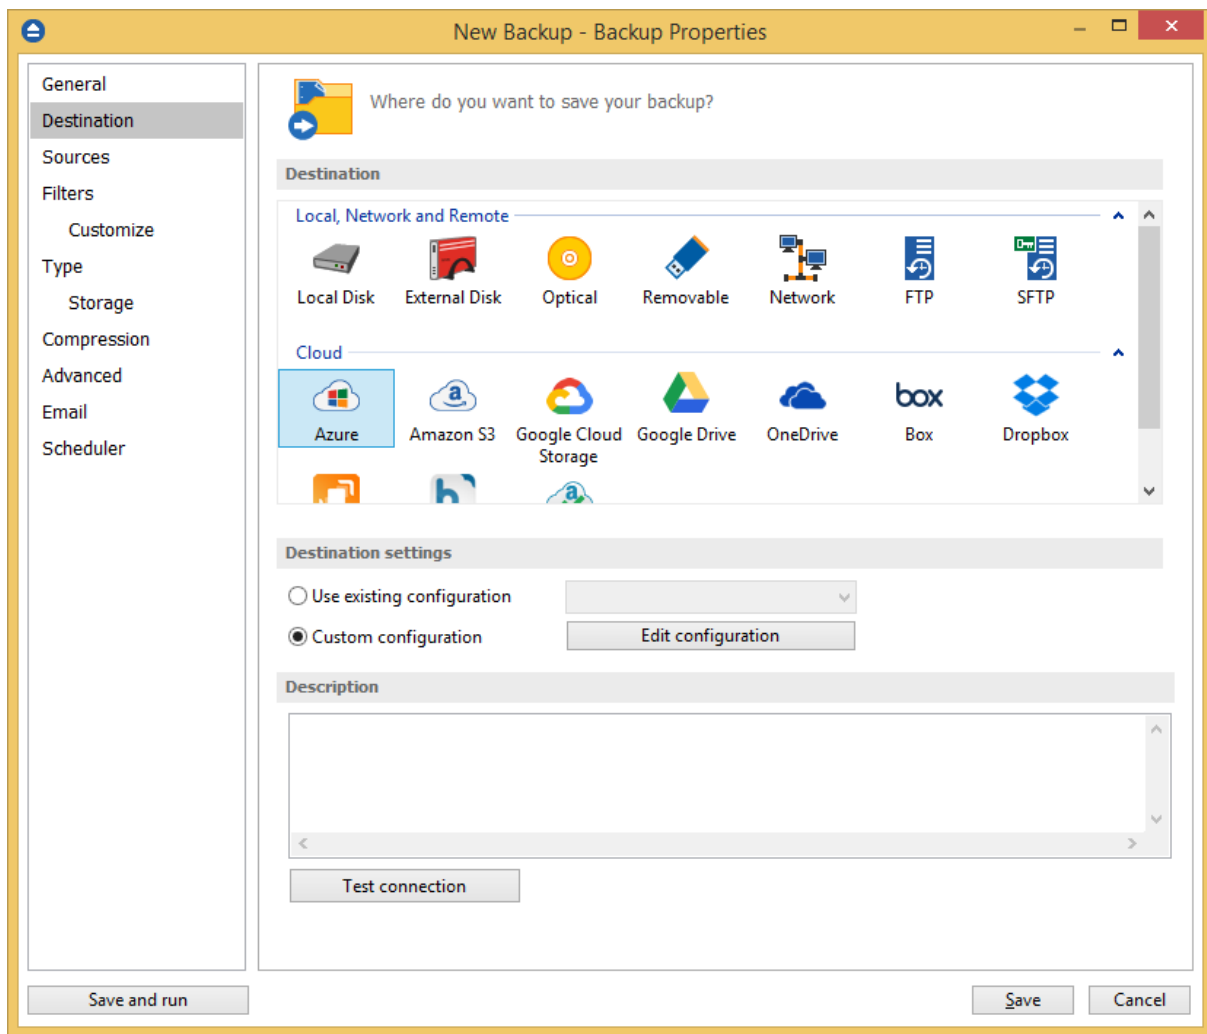 New Backup - Backup Properties
General
Destination
Sources
Filters
Customize
Type
Storage
Compression
Advanced
Email
Scheduler
Where do you want to save your backup?
Destination
Local, Network and Remote
Local Disk External Disk Optical Removable Network FTP SFTP
Cloud
a box
Azure Amazon S3 Google Cloud Google Drive OneDrive Box Dropbox
Storage
Destination settings
Use existing configuration
Custom configuration Edit configuration
Description
Test connection
Save and run Save Cancel